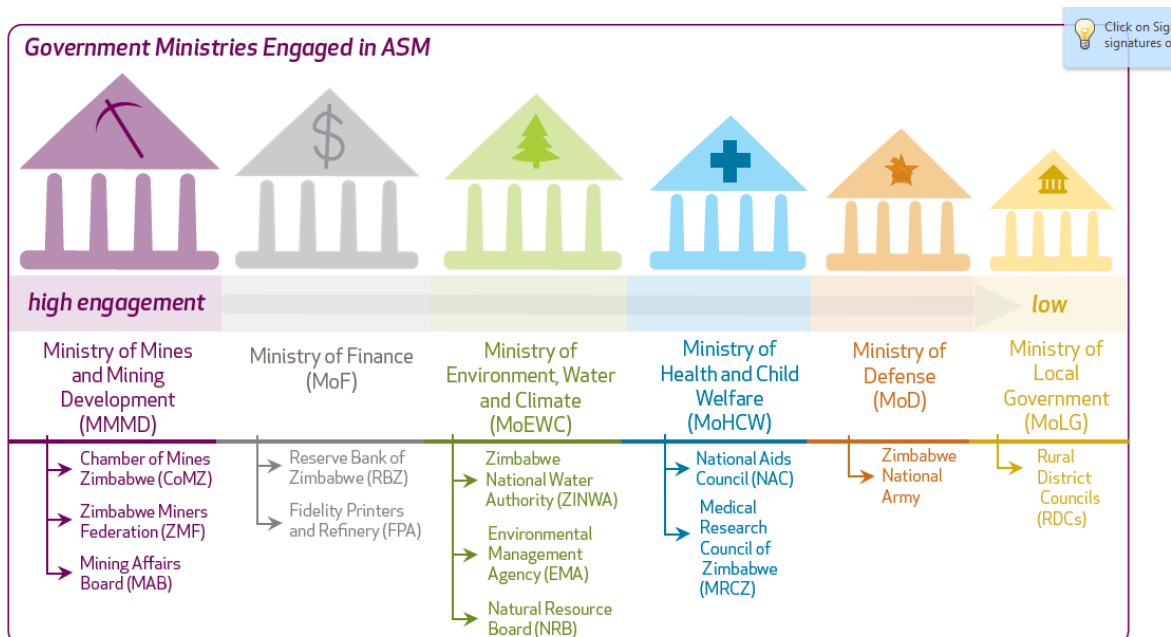 Click on Sig
signatures o
Government Ministries Engaged in ASM
$
high engagement
low
Ministry of Mines
and Mining
Development
(MMMD)
Chamber of Mines
Zimbabwe (CoMZ)
Zimbabwe Miners
Federation (ZMF)
Mining Affairs
Board (MAB)
Ministry of Finance
(MoF)
Reserve Bank of
Zimbabwe (RBZ)
Fidelity Printers
and Refinery (FPA)
Ministry of
Environment, Water
and Climate
(MoEWC)
Zimbabwe
National Water
Authority (ZINWA)
Environmental
Management
Agency (EMA)
Natural Resource
Board (NRB)
Ministry of
Health and Child
Welfare
(MoHCW)
National Aids
Council (NAC)
Medical
Research
Council of
Zimbabwe
(MRCZ)
Ministry of
Defense
(MoD)
Zimbabwe
National
Army
Ministry of
Local
Government
(MoLG)
Rural
District
Councils
(RDCs)